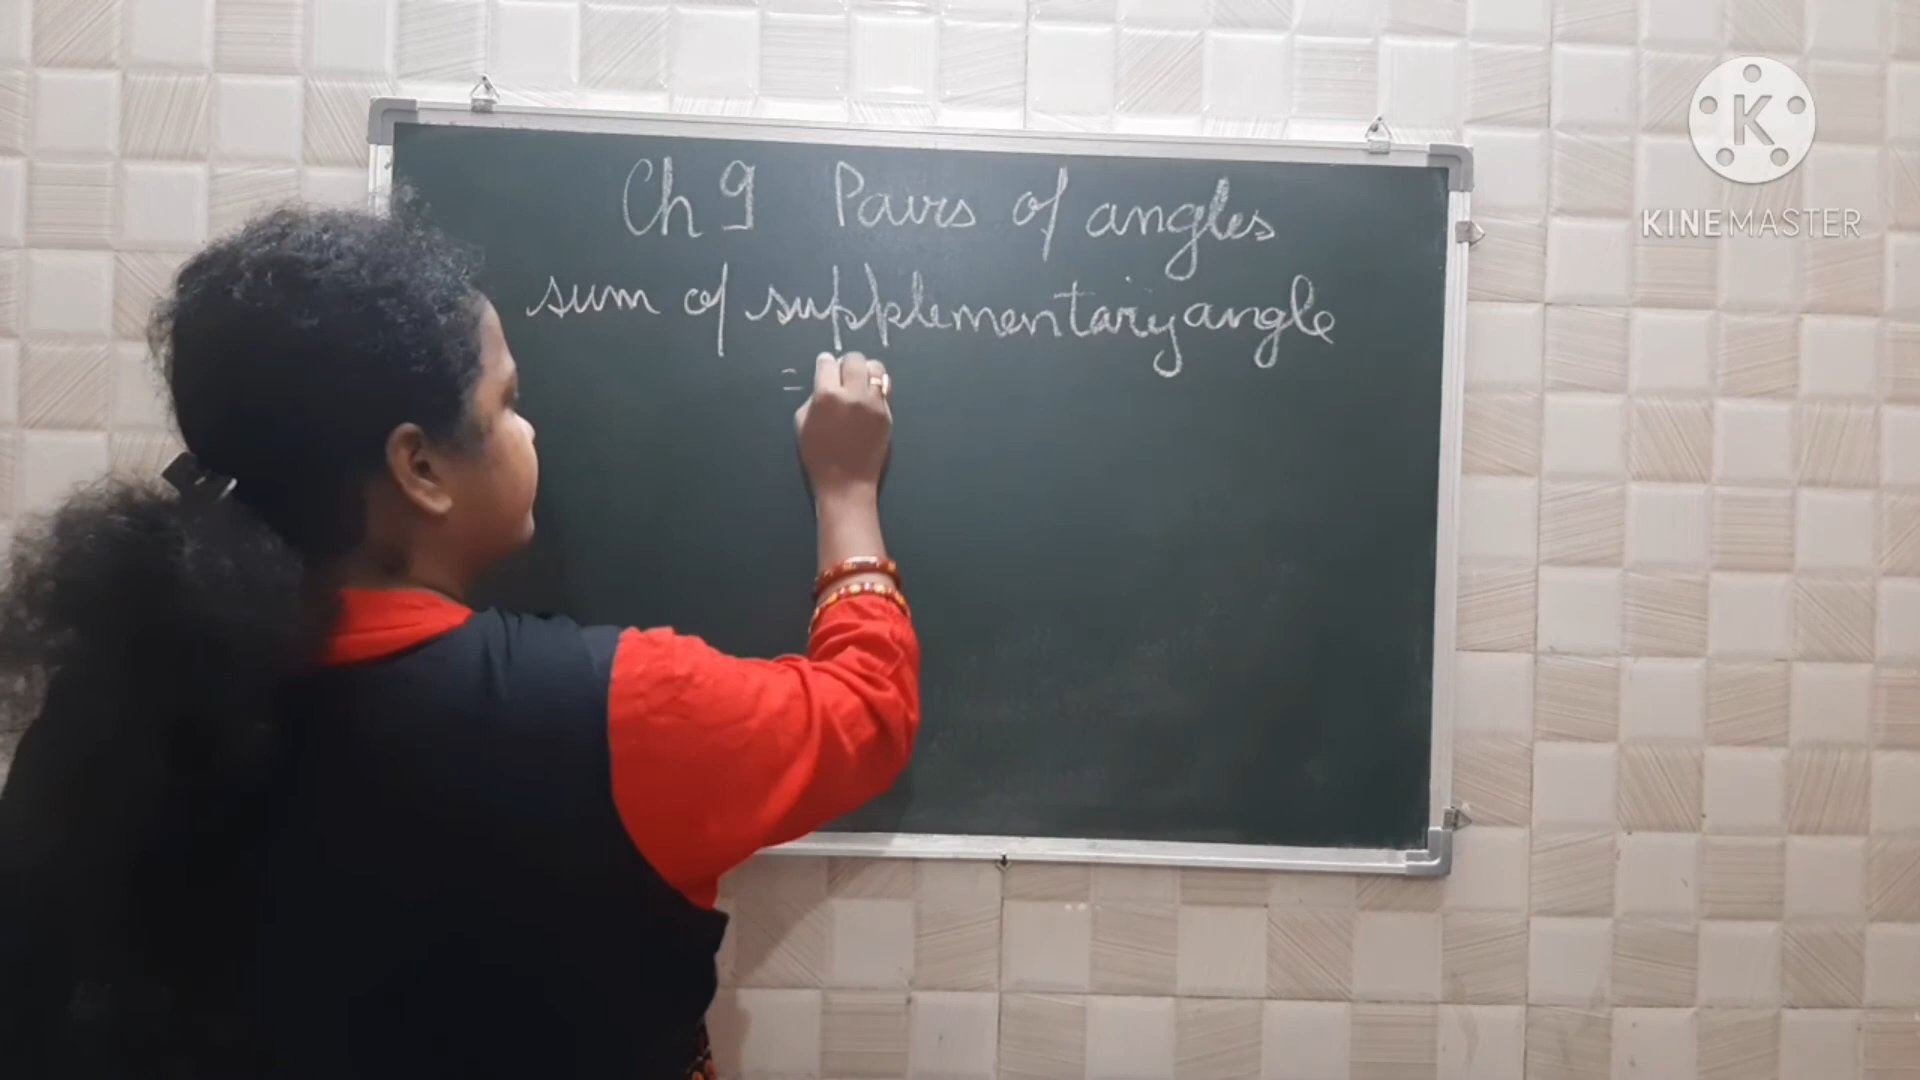 Ch 9 Pairs of angles
sum of supplementary angle
=
K
KINEMASTER